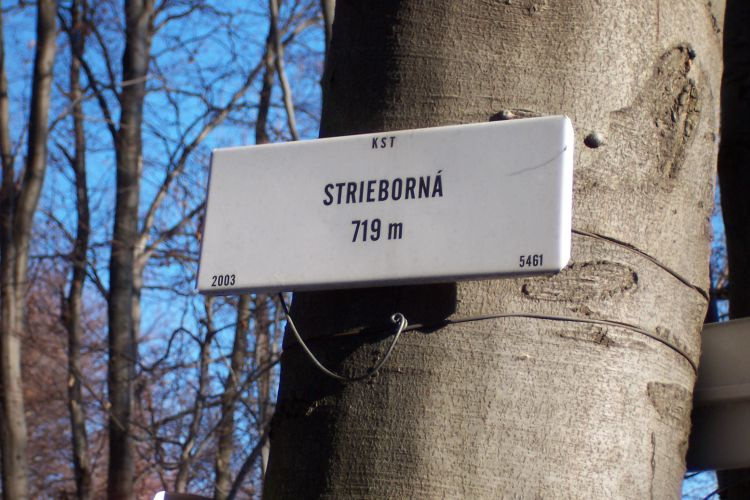 KST
STRIEBORNÁ
719 m
2003
5461